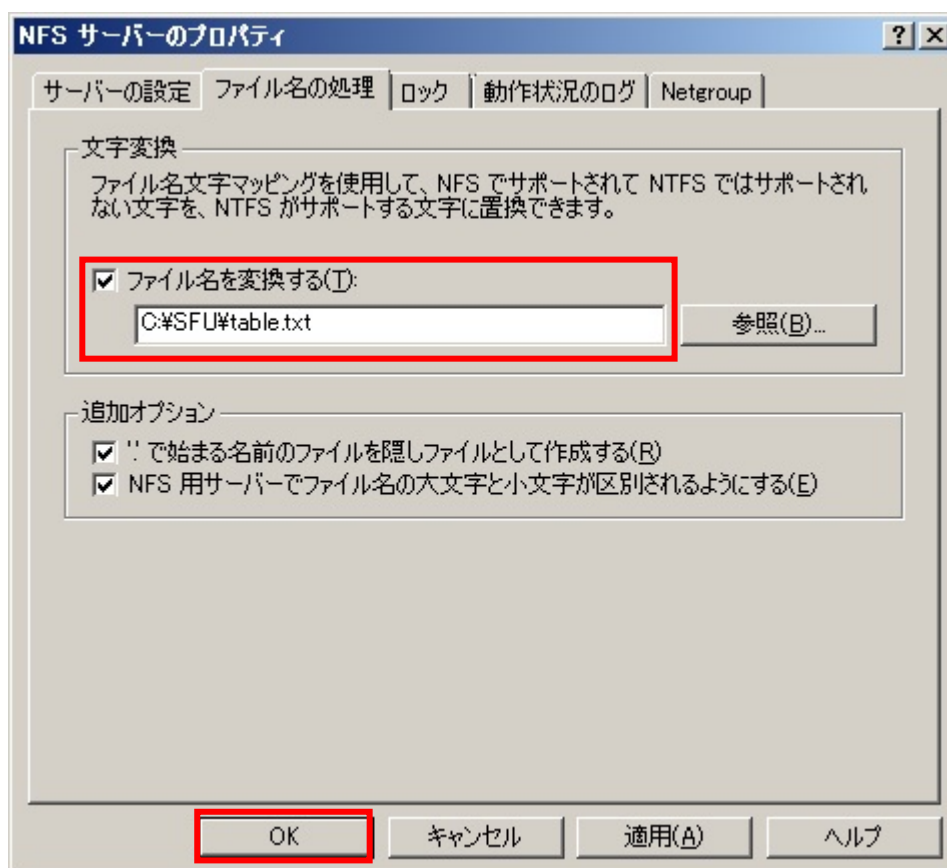 NFS サーバーのプロパティ
サーバーの設定 ファイル名の処理 ロック 動作状況のログ Netgroup
文字変換
ファイル名文字マッピングを使用して、NFS でサポートされて NTFS ではサポートされ
ない文字を、NTFS がサポートする文字に置換できます。
ファイル名を変換する(T):
C:¥SFU¥table.txt 参照(B)...
追加オプション
'.' で始まる名前のファイルを隠しファイルとして作成する(R)
NFS 用サーバーでファイル名の大文字と小文字が区別されるようにする(E)
OK キャンセル 適用(A) ヘルプ